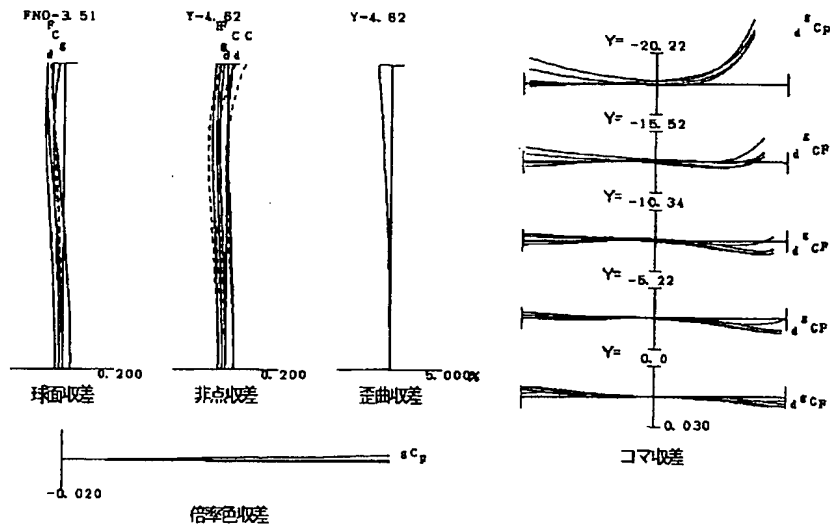 FNO-3.51
F
C
d g
0.200
球面収差
Y-4.62
g
d d C C
0.200
非点収差
Y-4.62
5.000%
歪曲収差
Y= -20.22
d g C F
Y= -15.52
d g C F
Y= -10.34
d g C F
Y= -5.22
d g C F
Y= 0.0
d g C F
0.030
コマ収差
g C F
-0.020
倍率色収差